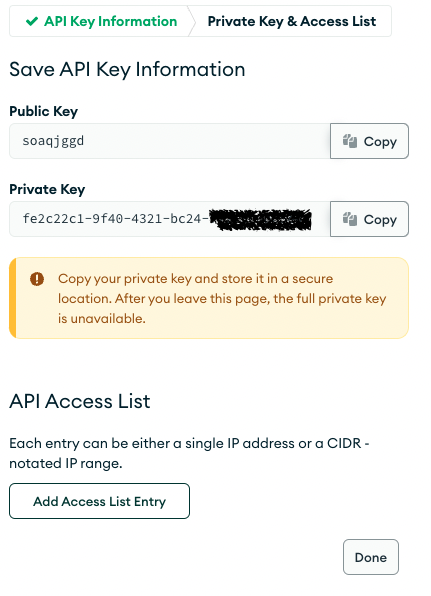 API Key Information
Private Key & Access List
Save API Key Information
Public Key
soaqjggd
Copy
Private Key
fe2c22c1-9f40-4321-bc24-
Copy
Copy your private key and store it in a secure
location. After you leave this page, the full private key
is unavailable.
API Access List
Each entry can be either a single IP address or a CIDR -
notated IP range.
Add Access List Entry
Done